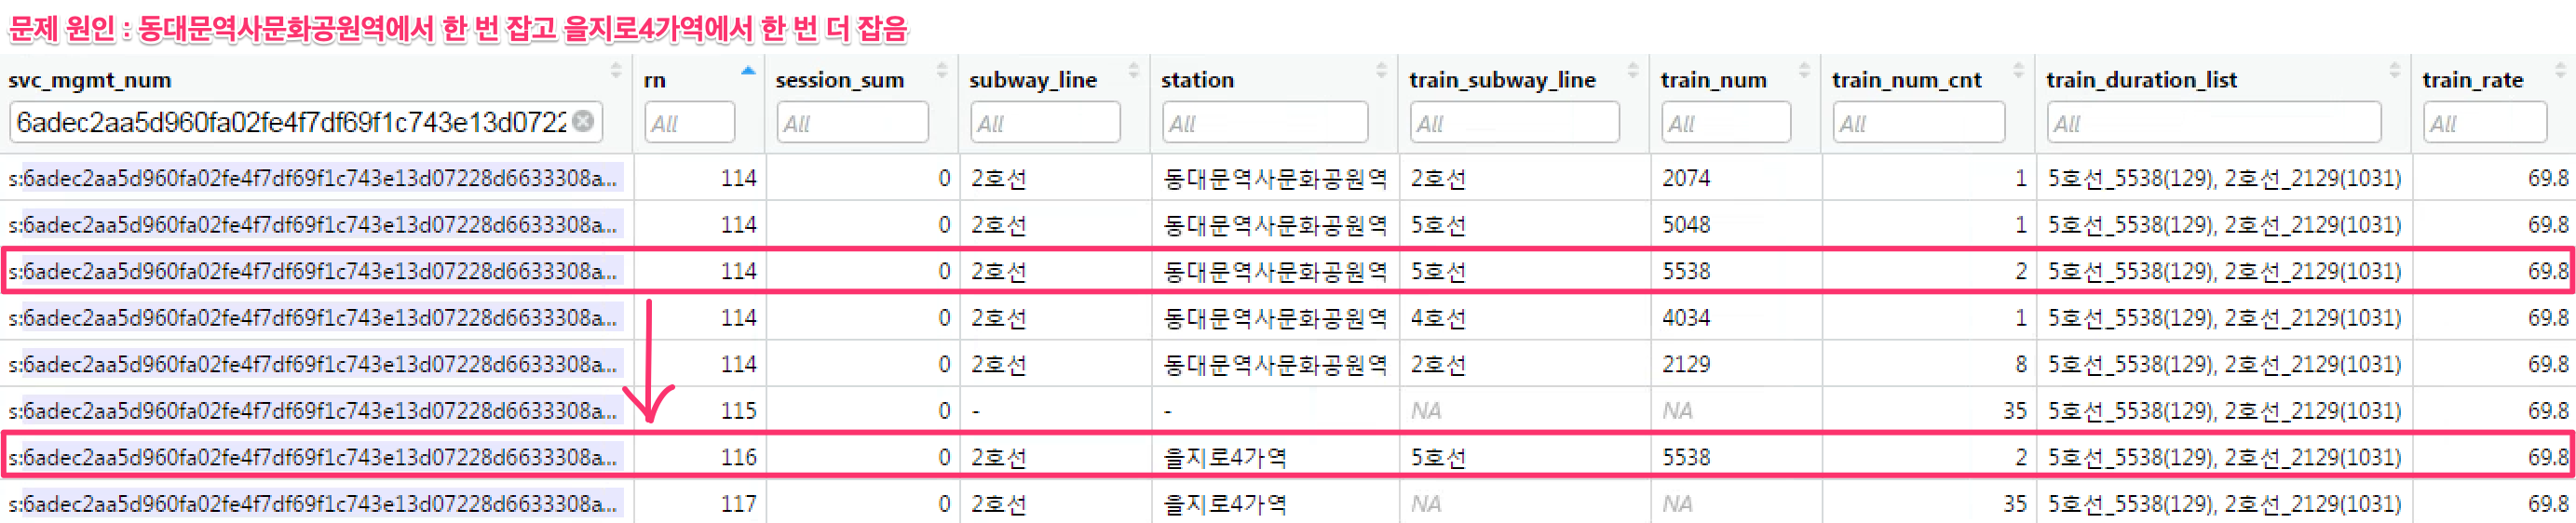 문제 원인 : 동대문역사문화공원역에서 한 번 잡고 을지로4가역에서 한 번 더 잡음
svc_mgmt_num rn session_sum subway_line station train_subway_line train_num train_num_cnt train_duration_list train_rate
6adec2aa5d960fa02fe4f7df69f1c743e13d0722 All All All All All All All All All
s:6adec2aa5d960fa02fe4f7df69f1c743e13d07228d6633308a... 114 0 2호선 동대문역사문화공원역 2호선 2074 1 5호선_5538(129), 2호선_2129(1031) 69.8
s:6adec2aa5d960fa02fe4f7df69f1c743e13d07228d6633308a... 114 0 2호선 동대문역사문화공원역 5호선 5048 1 5호선_5538(129), 2호선_2129(1031) 69.8
s:6adec2aa5d960fa02fe4f7df69f1c743e13d07228d6633308a... 114 0 2호선 동대문역사문화공원역 5호선 5538 2 5호선_5538(129), 2호선_2129(1031) 69.8
s:6adec2aa5d960fa02fe4f7df69f1c743e13d07228d6633308a... 114 0 2호선 동대문역사문화공원역 4호선 4034 1 5호선_5538(129), 2호선_2129(1031) 69.8
s:6adec2aa5d960fa02fe4f7df69f1c743e13d07228d6633308a... 114 0 2호선 동대문역사문화공원역 2호선 2129 8 5호선_5538(129), 2호선_2129(1031) 69.8
s:6adec2aa5d960fa02fe4f7df69f1c743e13d07228d6633308a... 115 0 - - NA NA 35 5호선_5538(129), 2호선_2129(1031) 69.8
s:6adec2aa5d960fa02fe4f7df69f1c743e13d07228d6633308a... 116 0 2호선 을지로4가역 5호선 5538 2 5호선_5538(129), 2호선_2129(1031) 69.8
s:6adec2aa5d960fa02fe4f7df69f1c743e13d07228d6633308a... 117 0 2호선 을지로4가역 NA NA 35 5호선_5538(129), 2호선_2129(1031) 69.8